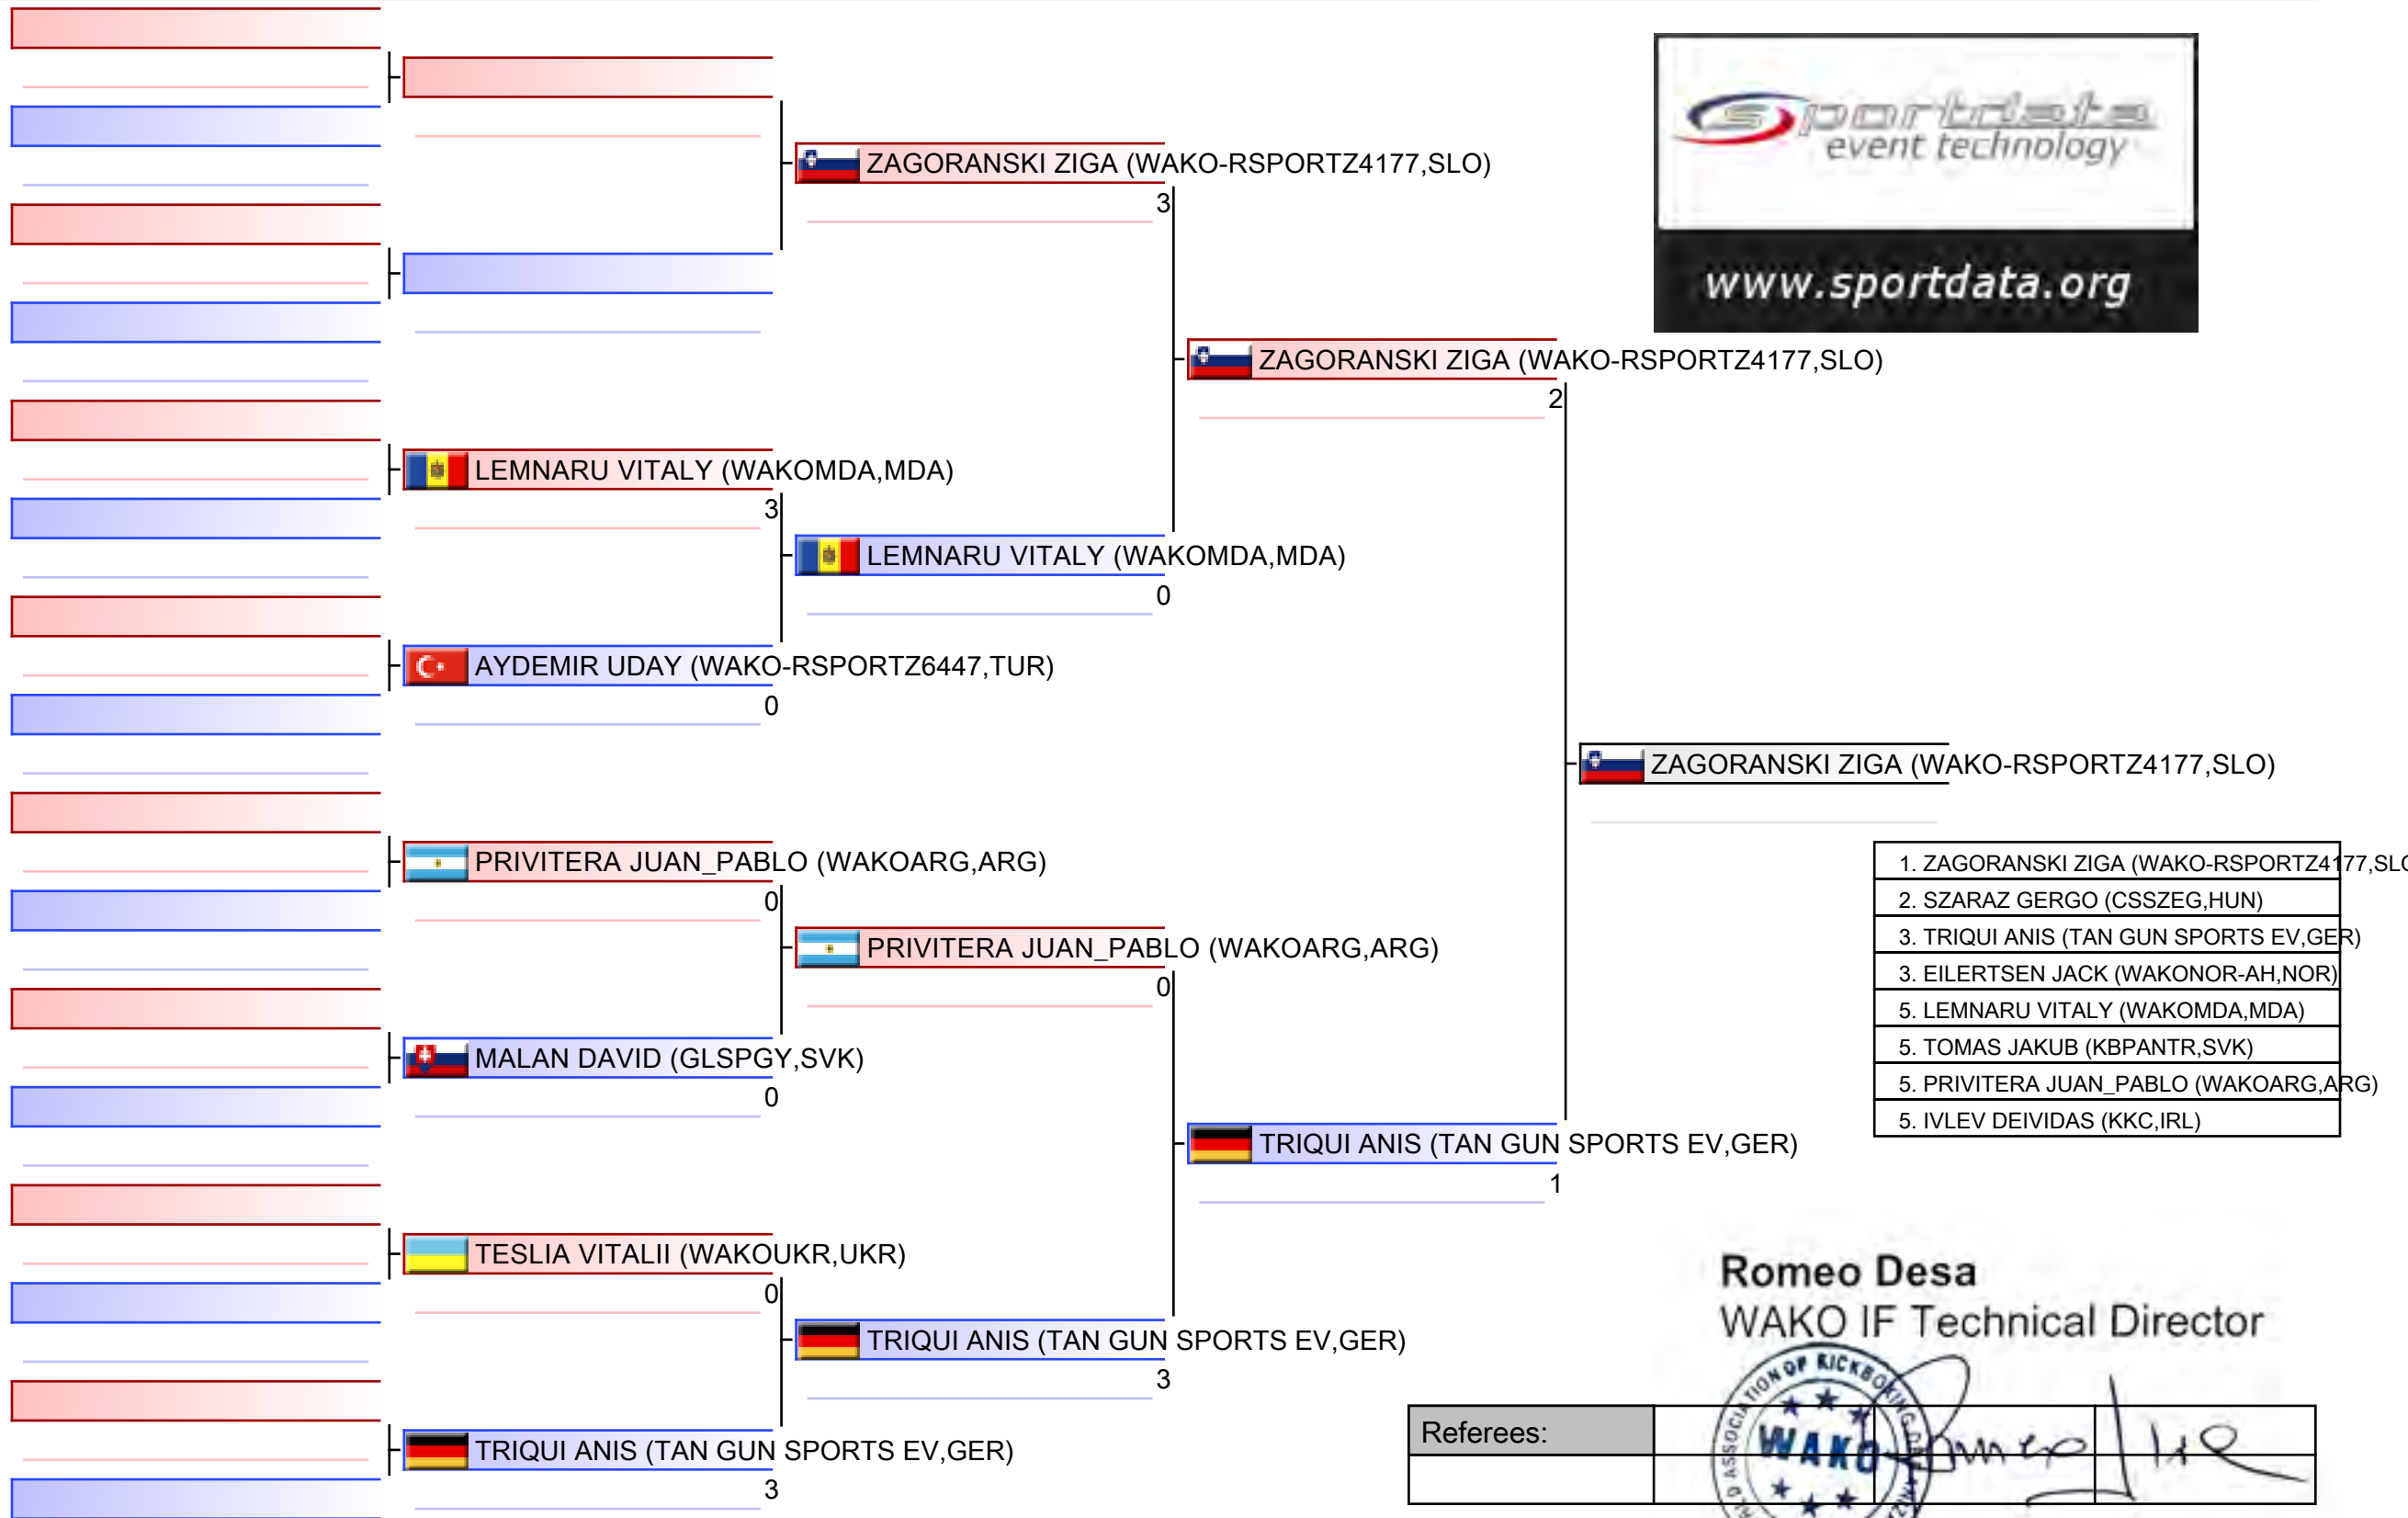 sportdata
event technology
www.sportdata.org
ZAGORANSKI ZIGA (WAKO-RSPORTZ4177,SLO)
3
ZAGORANSKI ZIGA (WAKO-RSPORTZ4177,SLO)
2
LEMNARU VITALY (WAKOMDA,MDA)
3
LEMNARU VITALY (WAKOMDA,MDA)
0
AYDEMIR UDAY (WAKO-RSPORTZ6447,TUR)
0
ZAGORANSKI ZIGA (WAKO-RSPORTZ4177,SLO)
PRIVITERA JUAN_PABLO (WAKOARG,ARG)
0
PRIVITERA JUAN_PABLO (WAKOARG,ARG)
0
MALAN DAVID (GLSPGY,SVK)
0
TRIQUI ANIS (TAN GUN SPORTS EV,GER)
1
TESLIA VITALII (WAKOUKR,UKR)
0
TRIQUI ANIS (TAN GUN SPORTS EV,GER)
3
TRIQUI ANIS (TAN GUN SPORTS EV,GER)
3
1. ZAGORANSKI ZIGA (WAKO-RSPORTZ4177,SLO
2. SZARAZ GERGO (CSSZEG,HUN)
3. TRIQUI ANIS (TAN GUN SPORTS EV,GER)
3. EILERTSEN JACK (WAKONOR-AH,NOR)
5. LEMNARU VITALY (WAKOMDA,MDA)
5. TOMAS JAKUB (KBPANTR,SVK)
5. PRIVITERA JUAN_PABLO (WAKOARG,ARG)
5. IVLEV DEIVIDAS (KKC,IRL)
Romeo Desa
WAKO IF Technical Director
Referees:
ASSOCIATION OF KICKBOXING
WAKO